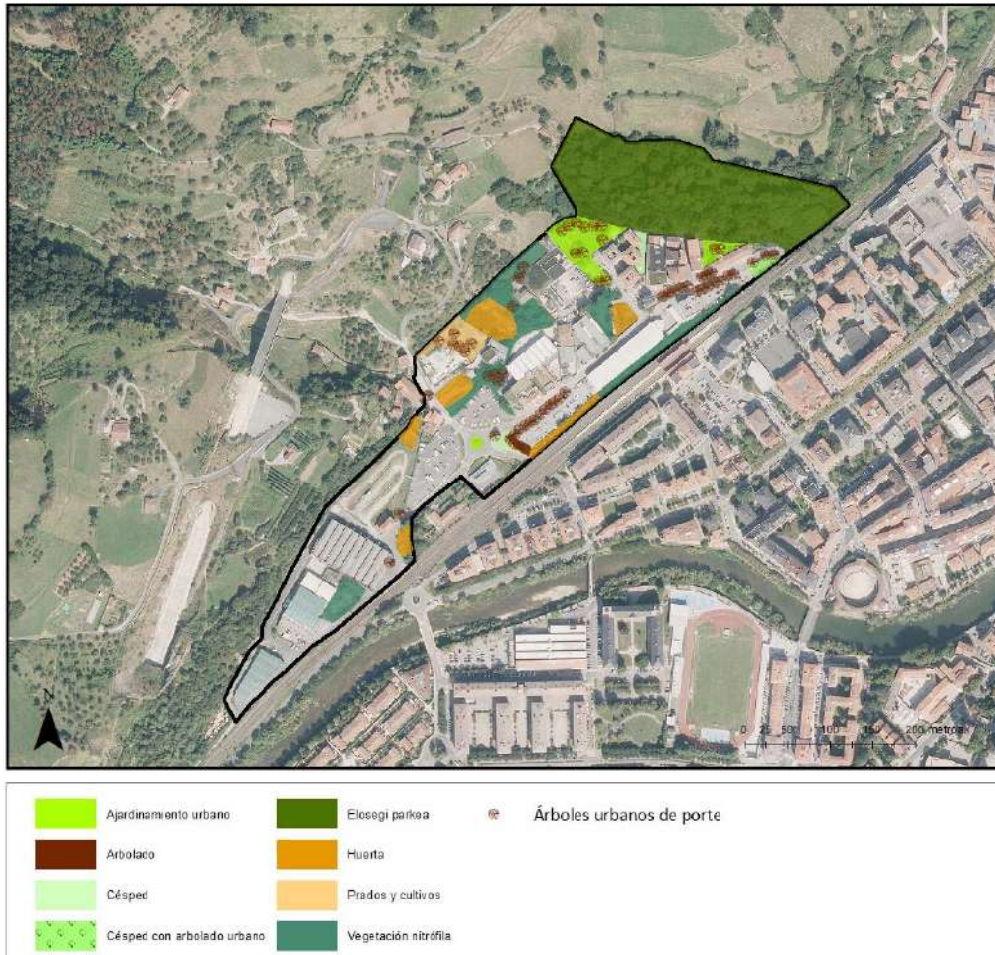 N
0 25 50 100 150 200 metroak
Ajardinamiento urbano
Arbolado
Césped
Césped con arbolado urbano
Elosegi parkea
Huerta
Prados y cultivos
Vegetación nitrófila
Árboles urbanos de porte